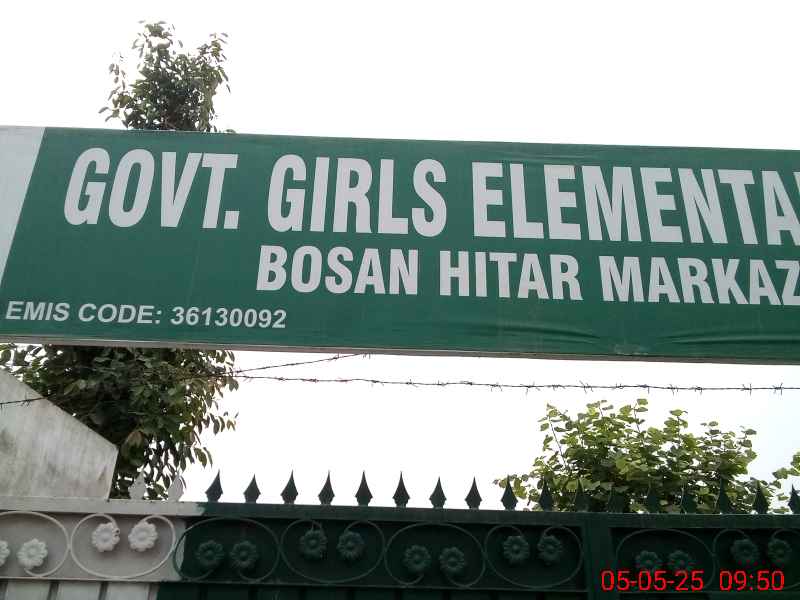 GOVT. GIRLS ELEMENTA
BOSAN HITAR MARKAZ
EMIS CODE: 36130092
05-05-25 09:50